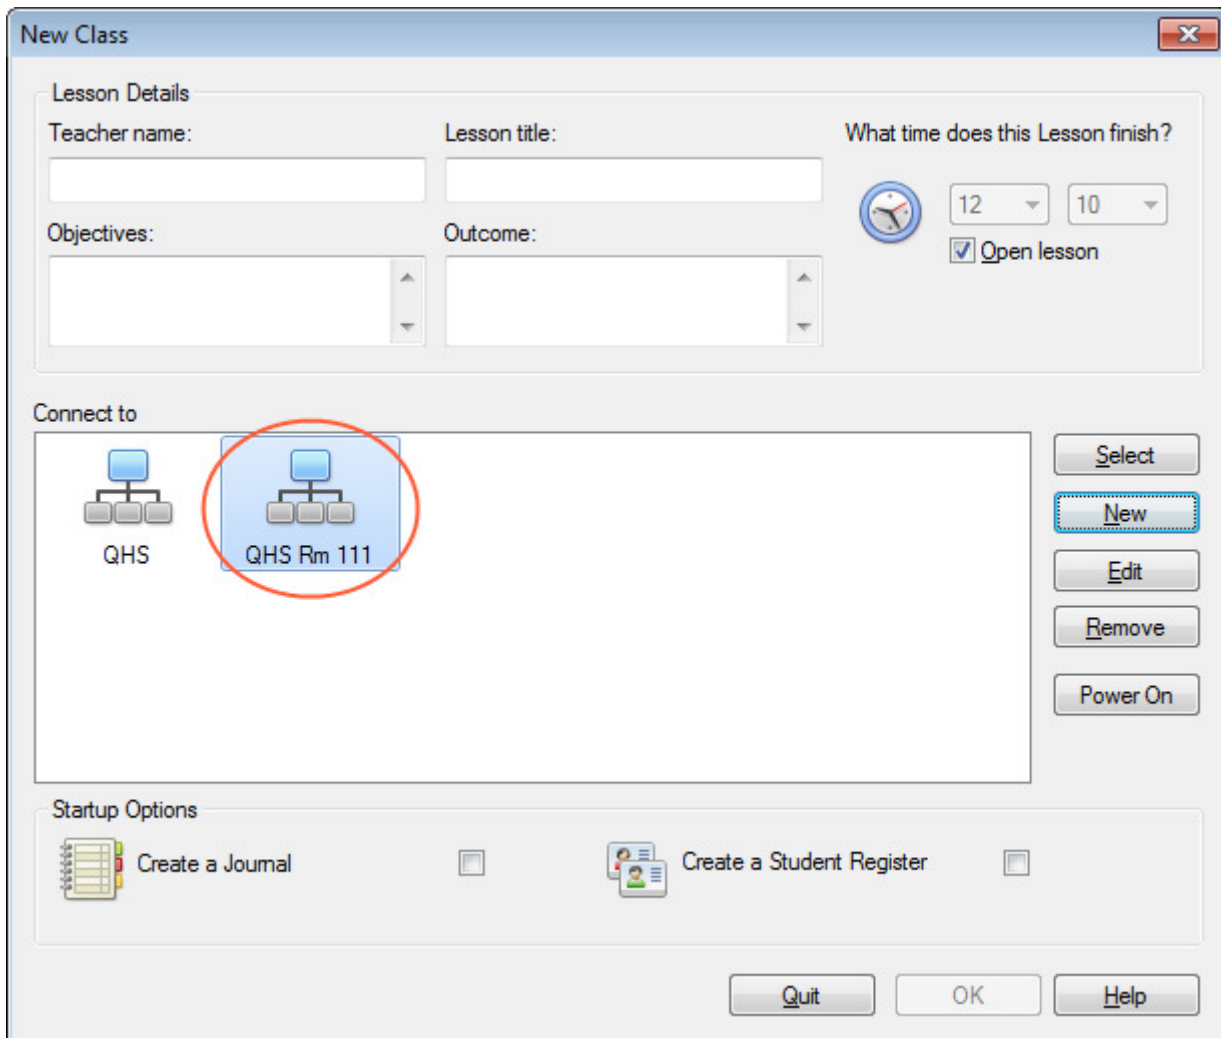 New Class
Lesson Details
Teacher name:
Lesson title:
What time does this Lesson finish?
12
10
Open lesson
Objectives:
Outcome:
Connect to
QHS
QHS Rm 111
Select
New
Edit
Remove
Power On
Startup Options
Create a Journal
Create a Student Register
Quit
OK
Help